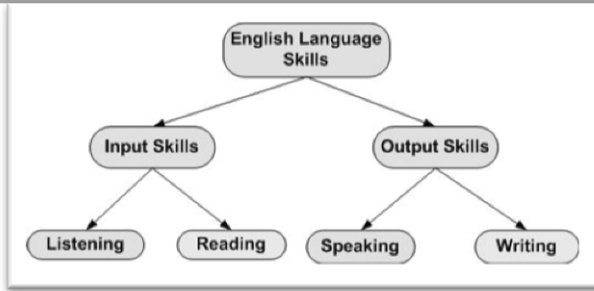 English Language
Skills
Input Skills
Output Skills
Listening
Reading
Speaking
Writing